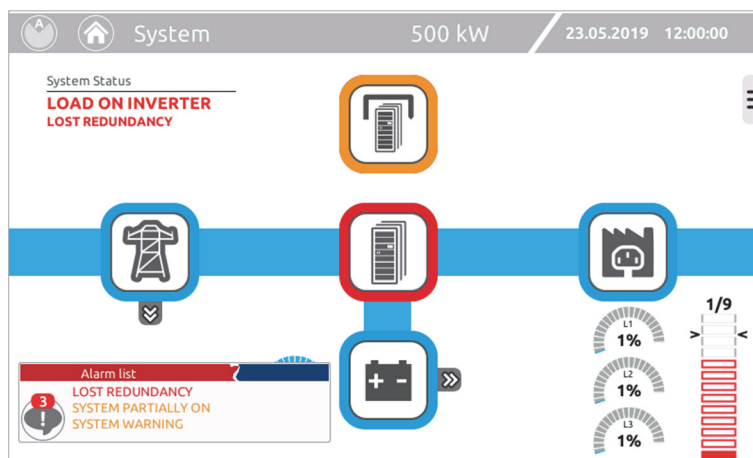 A
System
500 kW
23.05.2019 12:00:00
System Status
LOAD ON INVERTER
LOST REDUNDANCY
1/9
L1
1%
> <
L2
1%
L3
1%
Alarm list
3
!
LOST REDUNDANCY
SYSTEM PARTIALLY ON
SYSTEM WARNING
+ -